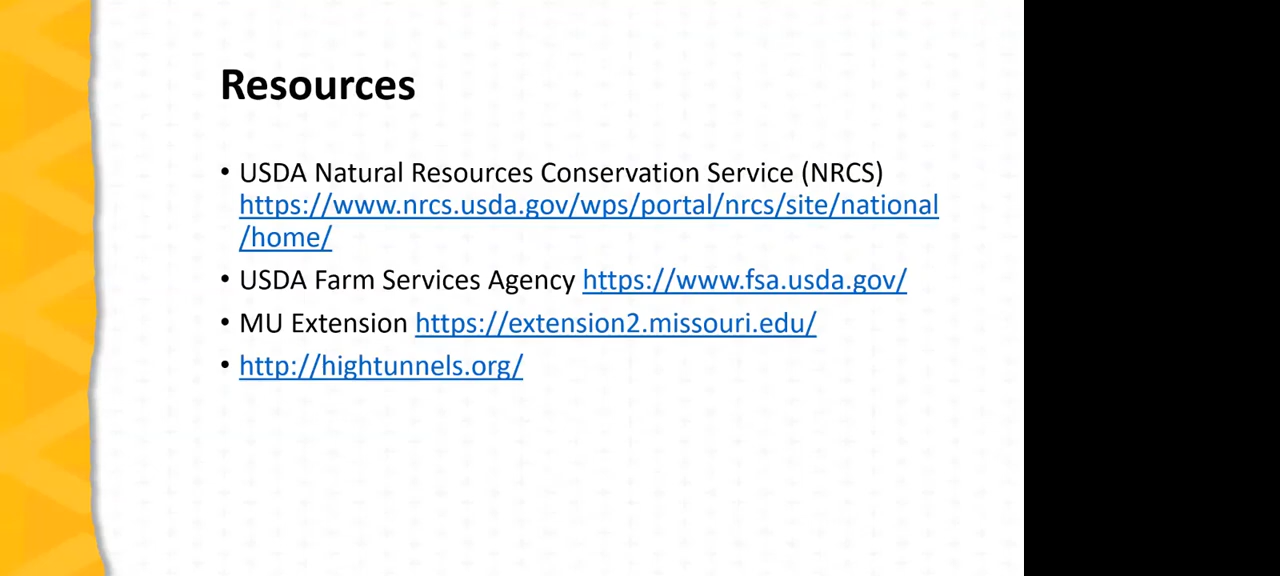 Resources
• USDA Natural Resources Conservation Service (NRCS)
https://www.nrcs.usda.gov/wps/portal/nrcs/site/national
/home/
• USDA Farm Services Agency https://www.fsa.usda.gov/
• MU Extension https://extension2.missouri.edu/
• http://hightunnels.org/